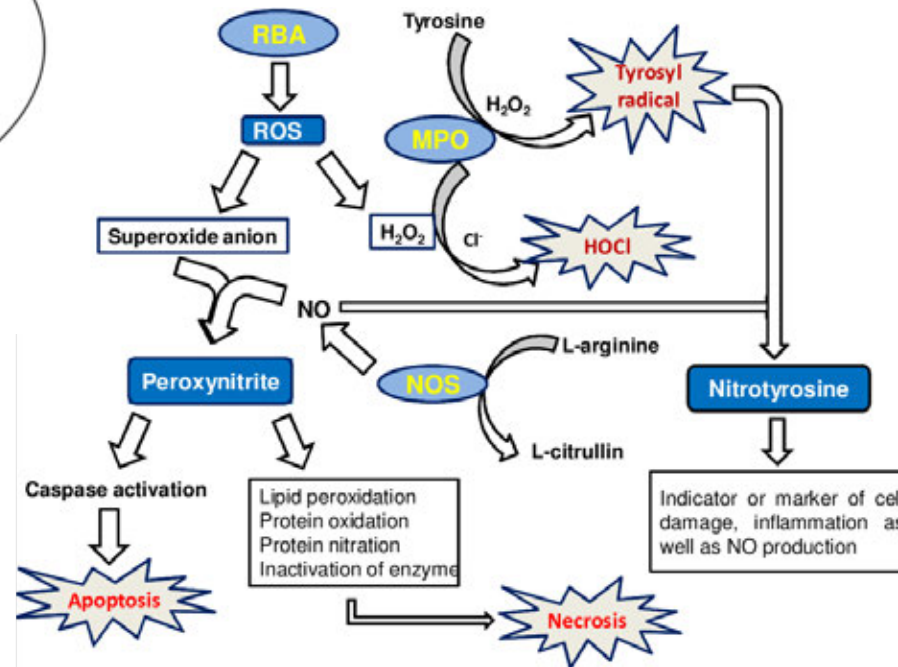 RBA
Tyrosine
ROS
H₂O₂
Tyrosyl
radical
MPO
Superoxide anion
H₂O₂
Cl⁻
HOCl
NO
L-arginine
Peroxynitrite
NOS
Nitrotyrosine
L-citrullin
Caspase activation
Lipid peroxidation
Protein oxidation
Protein nitration
Inactivation of enzyme
Indicator or marker of cel
damage, inflammation as
well as NO production
Apoptosis
Necrosis